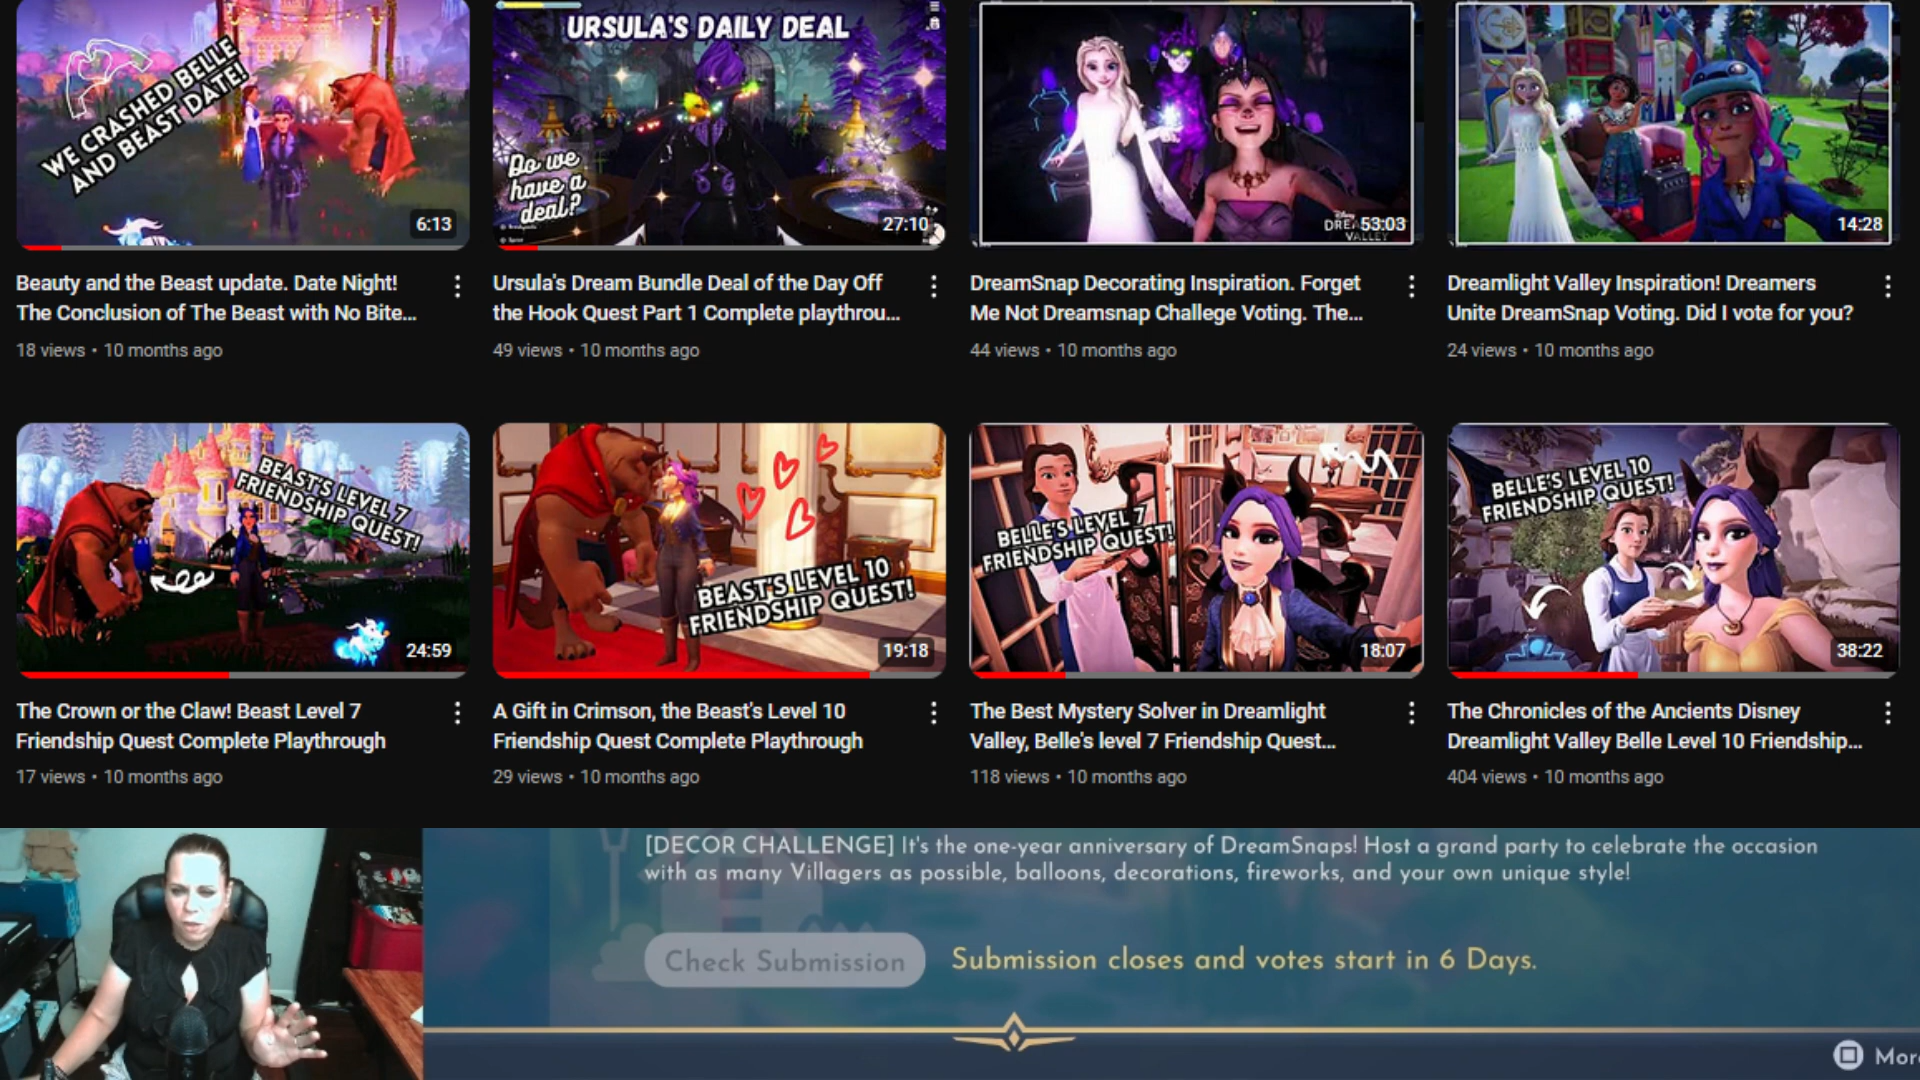 WE CRASHED BELLE
AND BEAST DATE!
6:13
URSULA'S DAILY DEAL
Do we
have a
deal?
27:10
Disney
53:03
VALLEY
14:28
Beauty and the Beast update. Date Night!
The Conclusion of The Beast with No Bite...
18 views • 10 months ago
Ursula's Dream Bundle Deal of the Day Off
the Hook Quest Part 1 Complete playthrou...
49 views • 10 months ago
DreamSnap Decorating Inspiration. Forget
Me Not Dreamsnap Challege Voting. The...
44 views • 10 months ago
Dreamlight Valley Inspiration! Dreamers
Unite DreamSnap Voting. Did I vote for you?
24 views • 10 months ago
BEAST'S LEVEL 7
FRIENDSHIP QUEST!
24:59
BEAST'S LEVEL 10
FRIENDSHIP QUEST!
19:18
BELLE'S LEVEL 7
FRIENDSHIP QUEST!
18:07
BELLE'S LEVEL 10
FRIENDSHIP QUEST!
38:22
The Crown or the Claw! Beast Level 7
Friendship Quest Complete Playthrough
17 views • 10 months ago
A Gift in Crimson, the Beast's Level 10
Friendship Quest Complete Playthrough
29 views • 10 months ago
The Best Mystery Solver in Dreamlight
Valley, Belle's level 7 Friendship Quest...
118 views • 10 months ago
The Chronicles of the Ancients Disney
Dreamlight Valley Belle Level 10 Friendship...
404 views • 10 months ago
[DECOR CHALLENGE] It's the one-year anniversary of DreamSnaps! Host a grand party to celebrate the occasion
with as many Villagers as possible, balloons, decorations, fireworks, and your own unique style!
Check Submission
Submission closes and votes start in 6 Days.